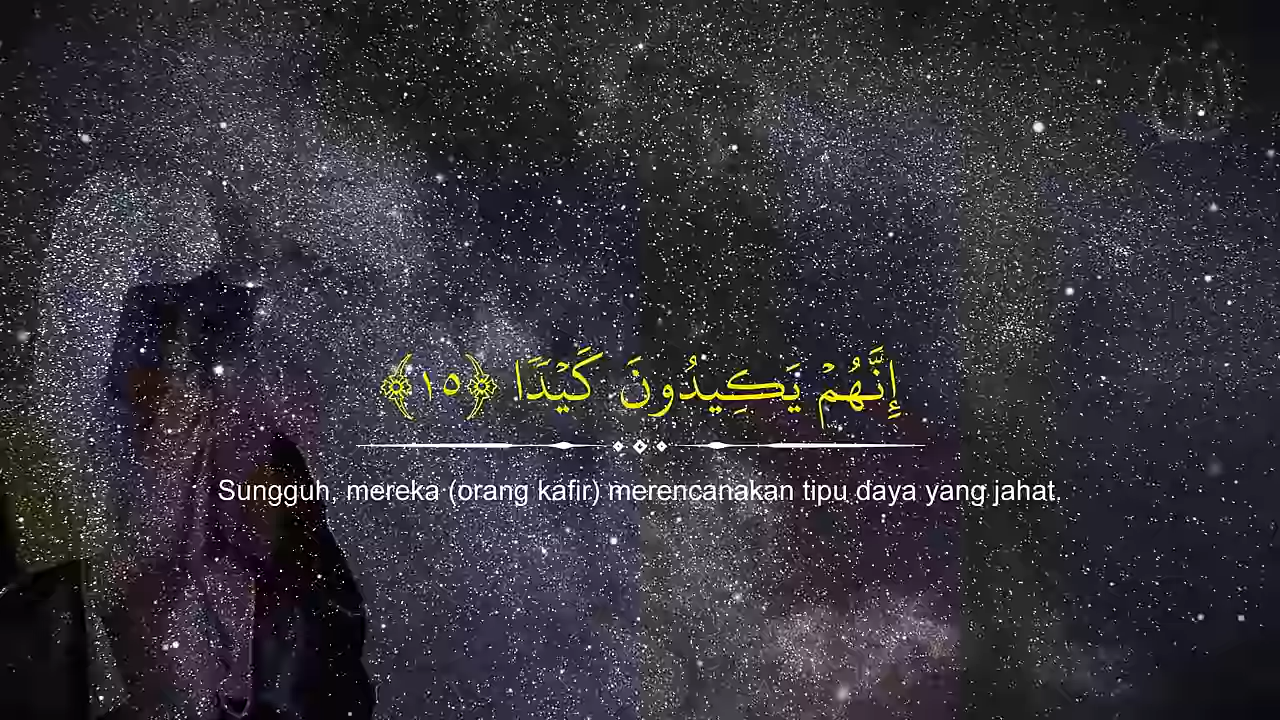 إِنَّهُمْ يَكِيدُونَ كَيْدًا ﴿١٥﴾
Sungguh, mereka (orang kafir) merencanakan tipu daya yang jahat.